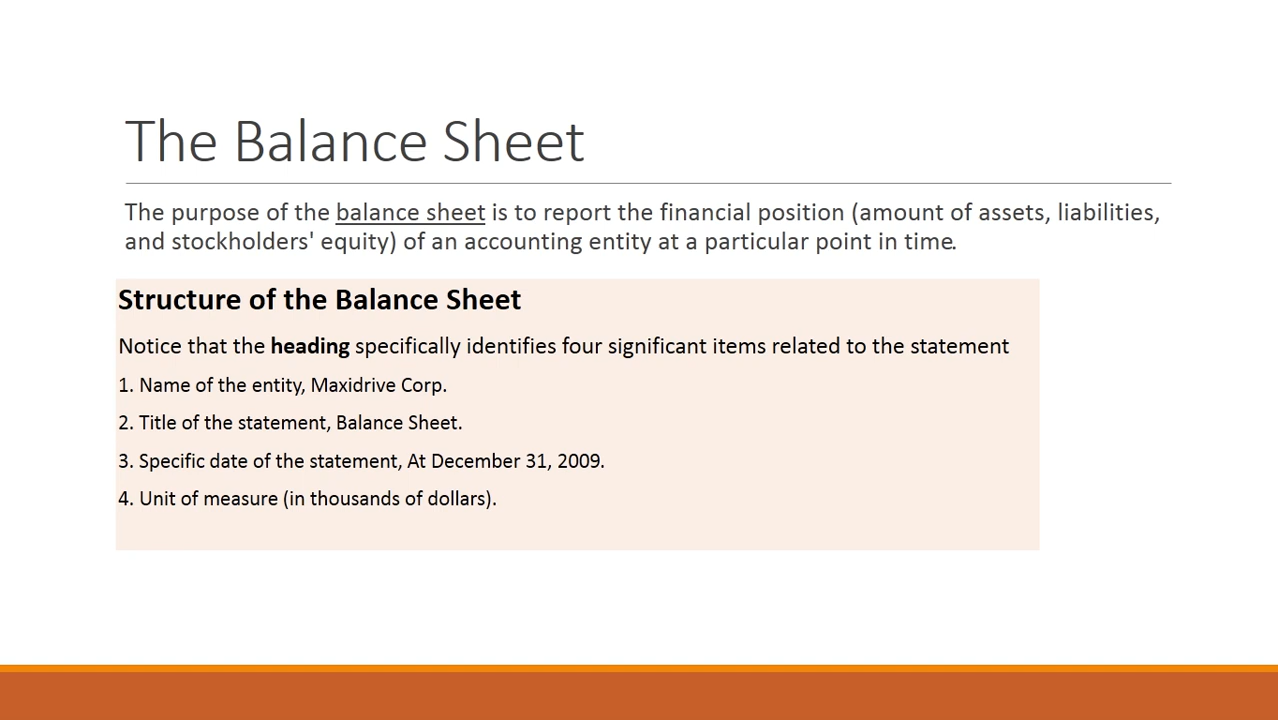 The Balance Sheet
The purpose of the balance sheet is to report the financial position (amount of assets, liabilities,
and stockholders' equity) of an accounting entity at a particular point in time.
Structure of the Balance Sheet
Notice that the heading specifically identifies four significant items related to the statement
1. Name of the entity, Maxidrive Corp.
2. Title of the statement, Balance Sheet.
3. Specific date of the statement, At December 31, 2009.
4. Unit of measure (in thousands of dollars).